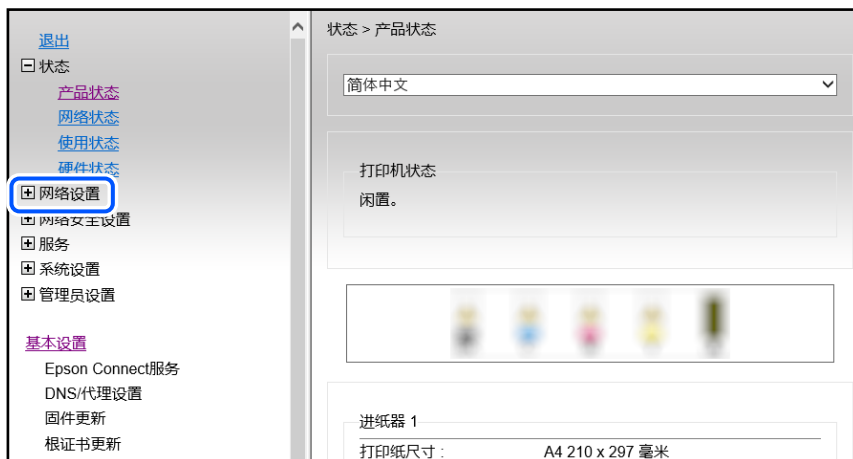 退出
状态
产品状态
网络状态
使用状态
硬件状态
网络设置
网络安全设置
服务
系统设置
管理员设置
基本设置
Epson Connect服务
DNS/代理设置
固件更新
根证书更新
状态 > 产品状态
简体中文
打印机状态
闲置。
进纸器 1
打印纸尺寸 : A4 210 x 297 毫米